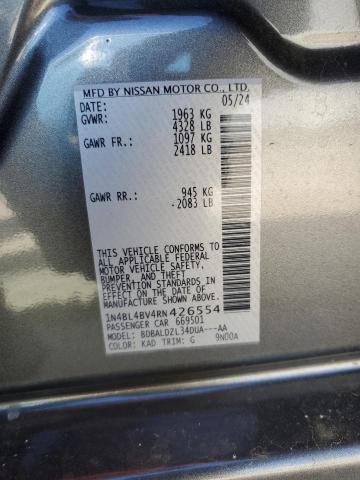 MFD BY NISSAN MOTOR CO., LTD.
DATE: 05/24
GVWR: 1963 KG
4328 LB
GAWR FR.: 1097 KG
2418 LB
GAWR RR.: 945 KG
2083 LB
THIS VEHICLE CONFORMS TO
ALL APPLICABLE FEDERAL
MOTOR VEHICLE SAFETY,
BUMPER, AND THEFT
PREVENTION STANDARDS IN
EFFECT ON THE DATE OF
MANUFACTURE SHOWN ABOVE.
1N4BL4BV4RN426554
PASSENGER CAR 669501
MODEL: BDBALDZL34DUA---AA
COLOR: KAD TRIM: G 9N00A